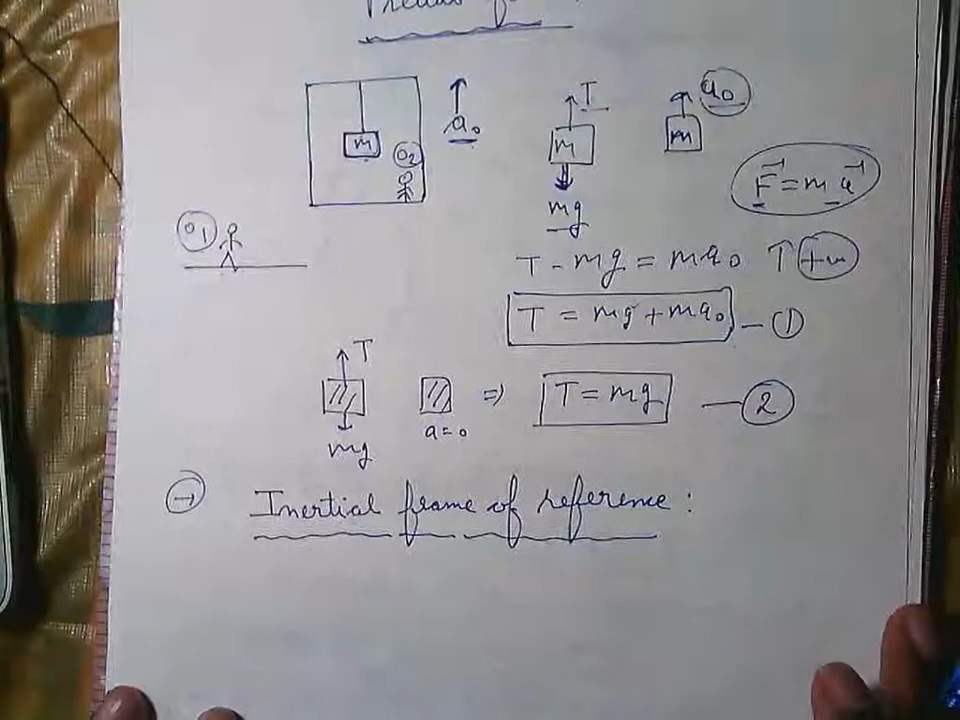 m
a₀
T
m
mg
a₀
m
F⃗ = m a⃗
O₁
O₂
T - mg = ma₀ ↑
T = mg + ma₀ — ①
T
mg
a = 0
⇒ T = mg — ②
→ Inertial frame of reference :